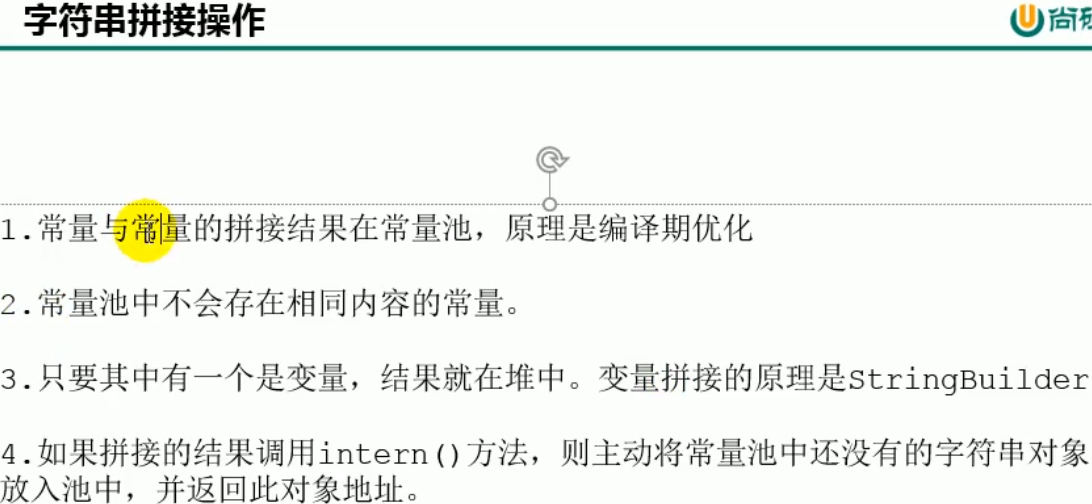 字符串拼接操作
尚硅
1.常量与常量的拼接结果在常量池，原理是编译期优化
2.常量池中不会存在相同内容的常量。
3.只要其中有一个是变量，结果就在堆中。变量拼接的原理是StringBuilder
4.如果拼接的结果调用intern()方法，则主动将常量池中还没有的字符串对象
放入池中，并返回此对象地址。